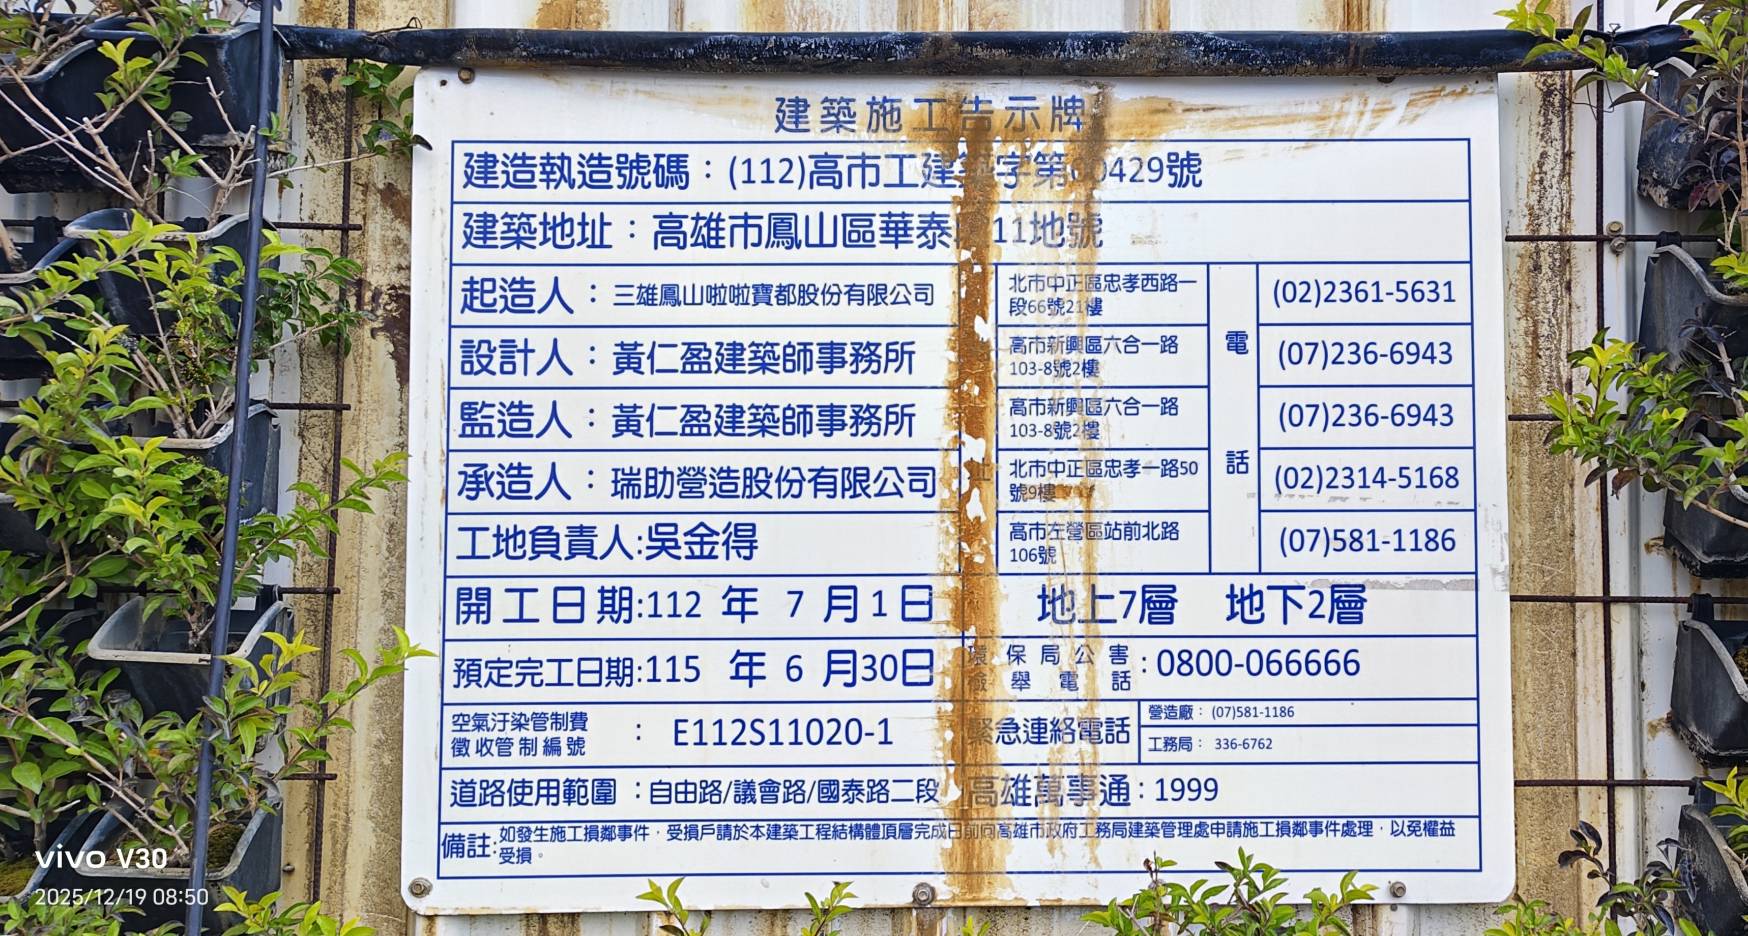 建築施工告示牌
建造執造號碼：(112)高市工建築字第00429號
建築地址：高雄市鳳山區華泰 11地號
起造人：三雄鳳山啦啦寶都股份有限公司 北市中正區忠孝西路一段66號21樓 (02)2361-5631
設計人：黃仁盈建築師事務所 高市新興區六合一路103-8號2樓 (07)236-6943
監造人：黃仁盈建築師事務所 高市新興區六合一路103-8號2樓 電話 (07)236-6943
承造人：瑞助營造股份有限公司 址 北市中正區忠孝一路50號9樓 (02)2314-5168
工地負責人:吳金得 高市左營區站前北路106號 (07)581-1186
開工日期:112 年 7 月1日 地上7層 地下2層
預定完工日期:115 年 6 月30日 環保局公害檢舉電話:0800-066666
空氣汙染管制費徵收管制編號 : E112S11020-1 緊急連絡電話 營造廠：(07)581-1186
工務局： 336-6762
道路使用範圍：自由路/議會路/國泰路二段 高雄萬事通:1999
備註:如發生施工損鄰事件，受損戶請於本建築工程結構體頂層完成日前向高雄市政府工務局建築管理處申請施工損鄰事件處理，以免權益
受損。
vivo V30
2025/12/19 08:50